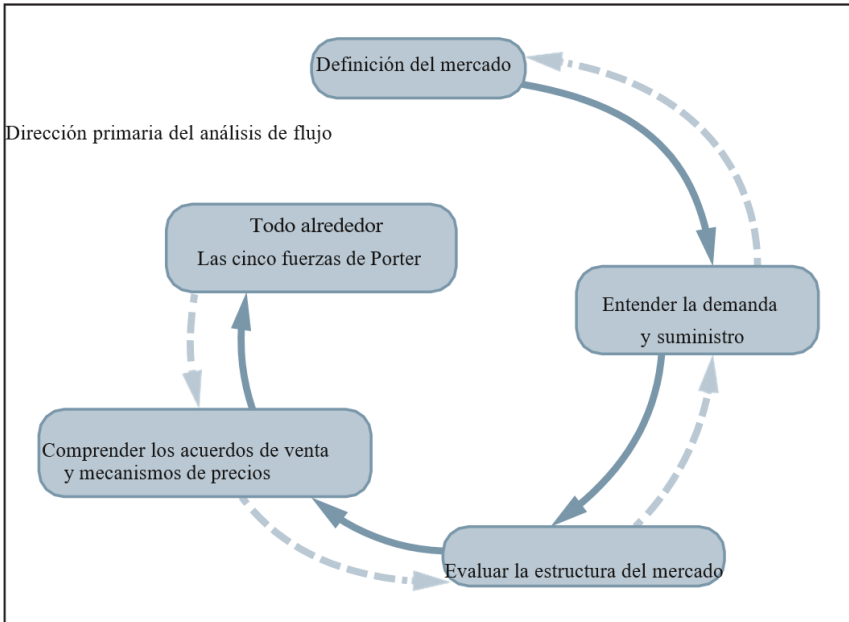 Definición del mercado
Dirección primaria del análisis de flujo
Todo alrededor
Las cinco fuerzas de Porter
Entender la demanda
y suministro
Comprender los acuerdos de venta
y mecanismos de precios
Evaluar la estructura del mercado